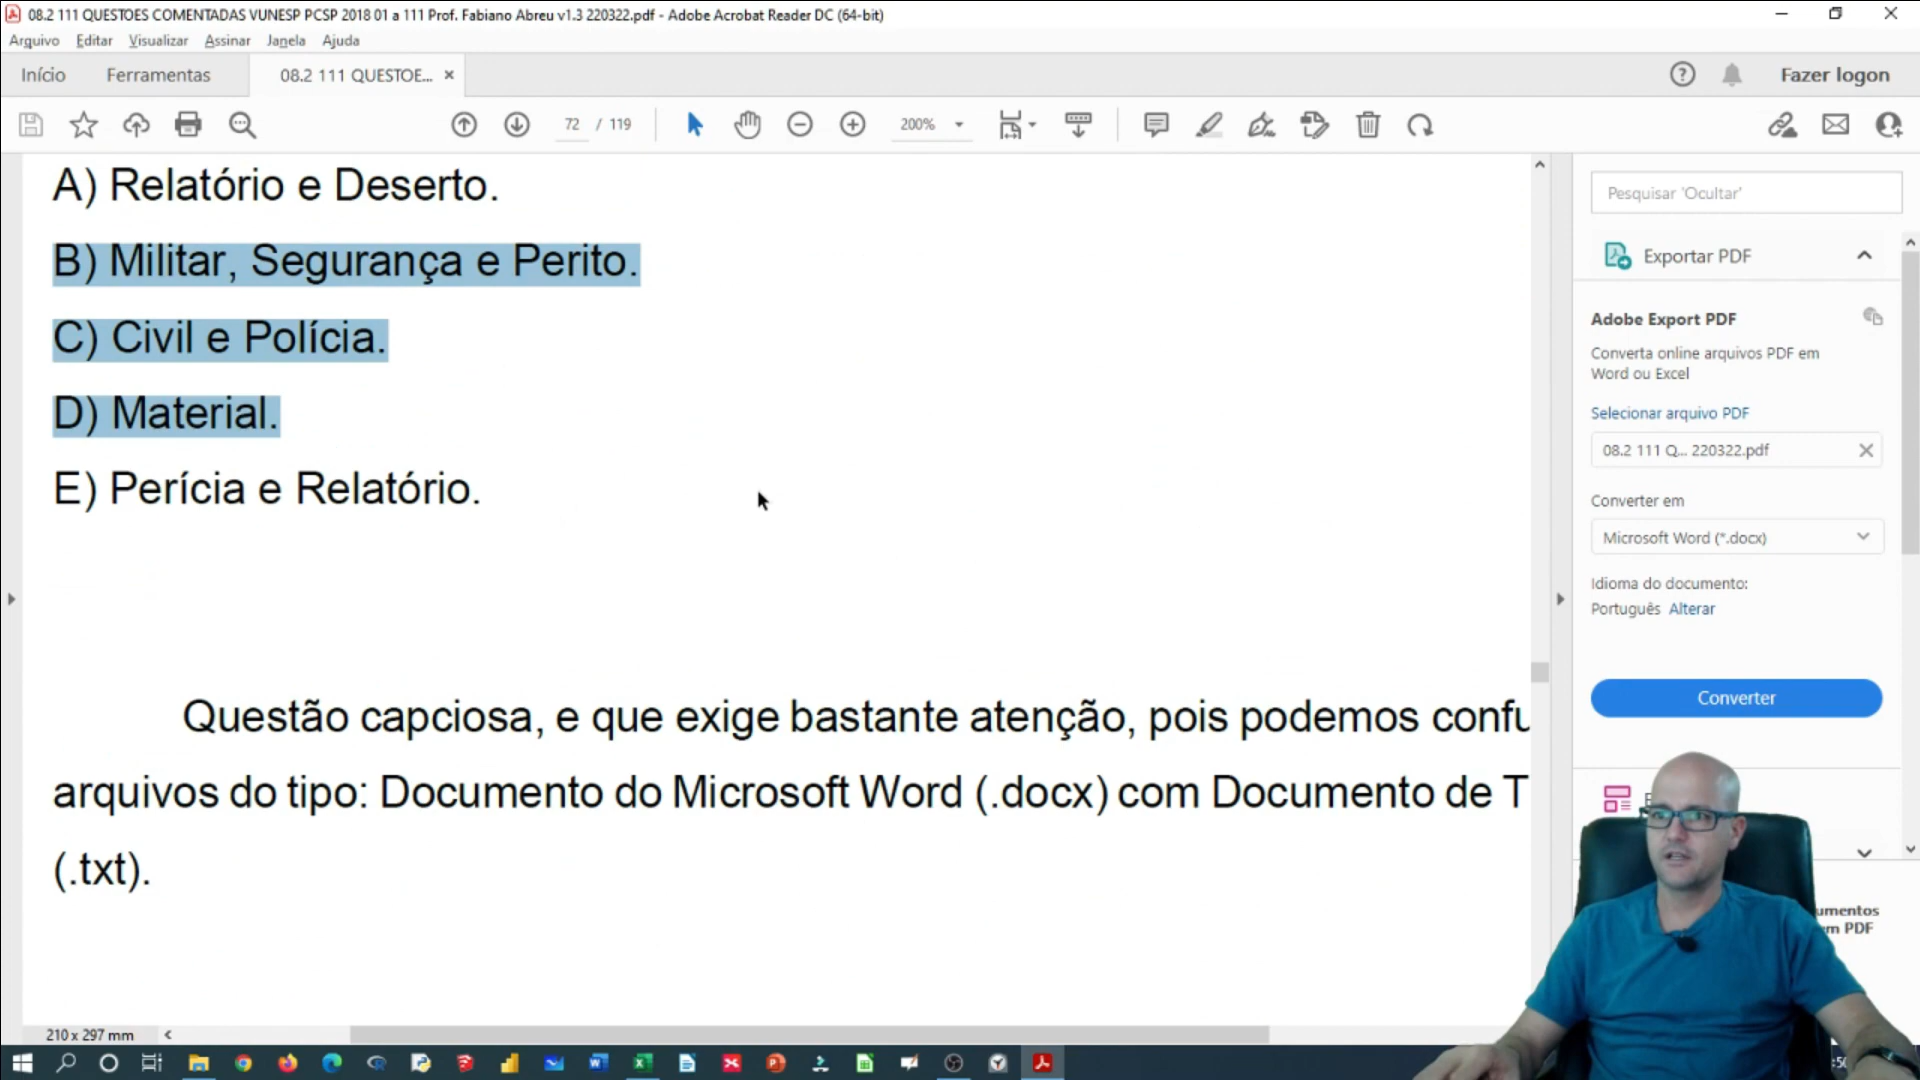 08.2 111 QUESTOES COMENTADAS VUNESP PCSP 2018 01 a 111 Prof. Fabiano Abreu v1.3 220322.pdf - Adobe Acrobat Reader DC (64-bit)
Arquivo Editar Visualizar Assinar Janela Ajuda
Início Ferramentas 08.2 111 QUESTOE... Fazer logon
72 / 119 200%
A) Relatório e Deserto.
B) Militar, Segurança e Perito.
C) Civil e Polícia.
D) Material.
E) Perícia e Relatório.
Questão capciosa, e que exige bastante atenção, pois podemos confu
arquivos do tipo: Documento do Microsoft Word (.docx) com Documento de T
(.txt).
210 x 297 mm
Pesquisar 'Ocultar'
Exportar PDF
Adobe Export PDF
Converta online arquivos PDF em
Word ou Excel
Selecionar arquivo PDF
08.2 111 Q... 220322.pdf
Converter em
Microsoft Word (*.docx)
Idioma do documento:
Português Alterar
Converter
umentos
em PDF